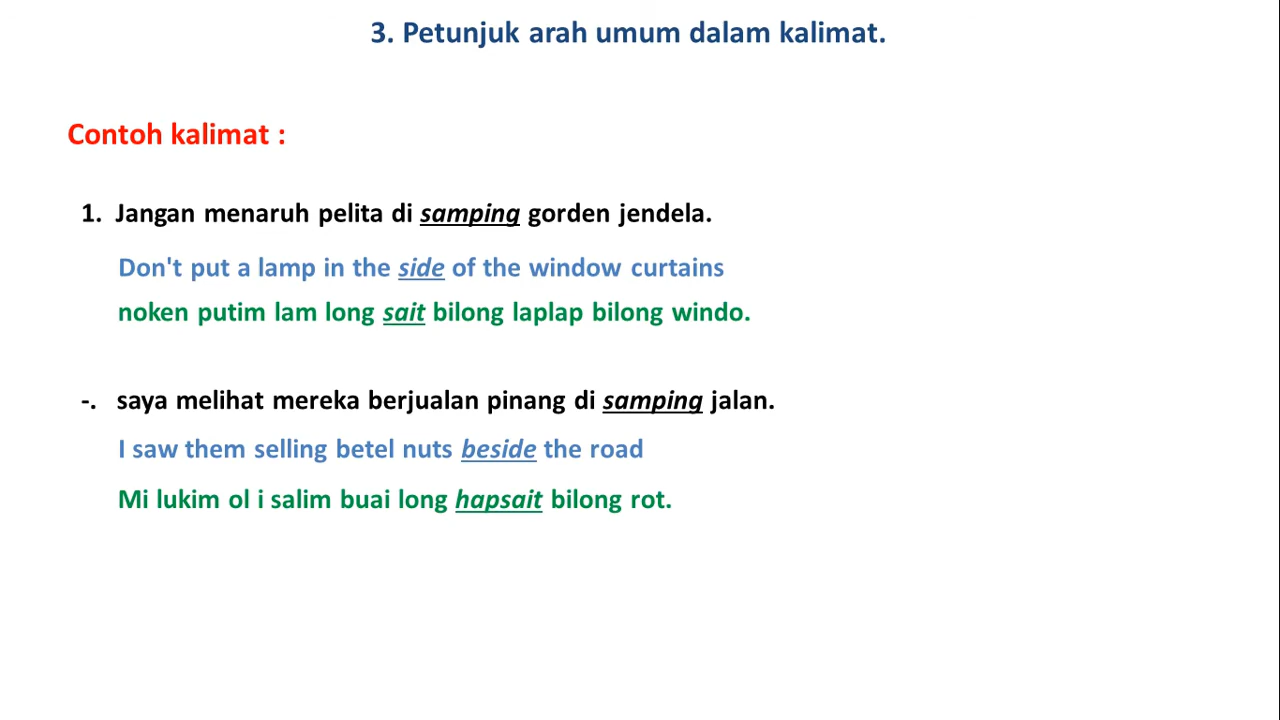 3. Petunjuk arah umum dalam kalimat.
Contoh kalimat :
1. Jangan menaruh pelita di samping gorden jendela.
Don't put a lamp in the side of the window curtains
noken putim lam long sait bilong laplap bilong windo.
-. saya melihat mereka berjualan pinang di samping jalan.
I saw them selling betel nuts beside the road
Mi lukim ol i salim buai long hapsait bilong rot.